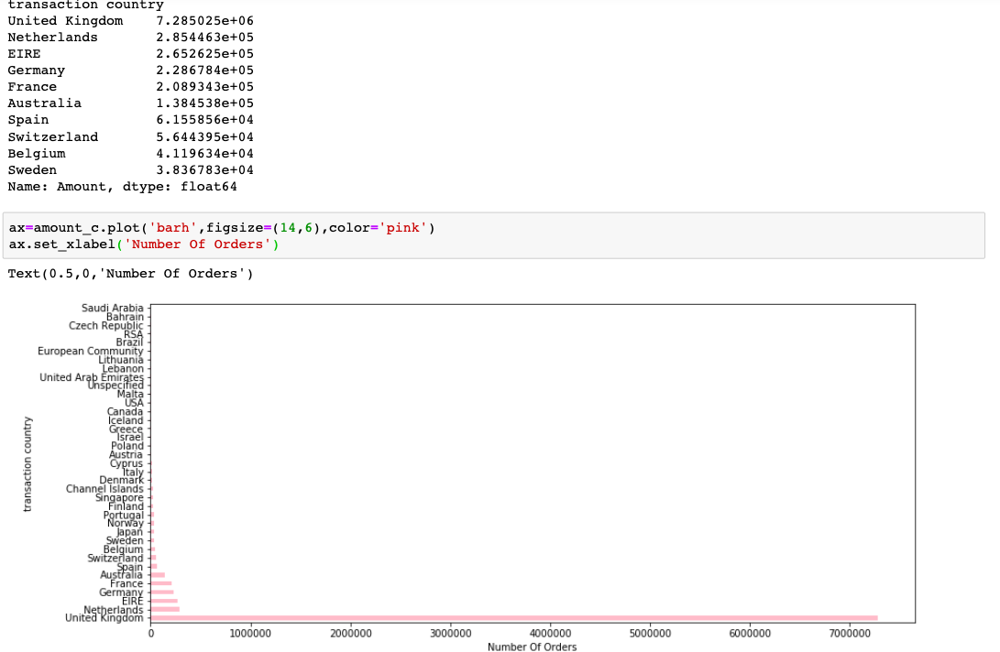 transaction country
United Kingdom 7.285025e+06
Netherlands 2.854463e+05
EIRE 2.652625e+05
Germany 2.286784e+05
France 2.089343e+05
Australia 1.384538e+05
Spain 6.155856e+04
Switzerland 5.644395e+04
Belgium 4.119634e+04
Sweden 3.836783e+04
Name: Amount, dtype: float64
ax=amount_c.plot('barh',figsize=(14,6),color='pink')
ax.set_xlabel('Number Of Orders')
Text(0.5,0,'Number Of Orders')
Saudi Arabia
Bahrain
Czech Republic
RSA
Brazil
European Community
Lithuania
Lebanon
United Arab Emirates
Unspecified
Malta
USA
Canada
Iceland
Greece
Israel
Poland
Austria
Cyprus
Italy
Denmark
Channel Islands
Singapore
Finland
Portugal
Norway
Japan
Sweden
Belgium
Switzerland
Spain
Australia
France
Germany
EIRE
Netherlands
United Kingdom
transaction country
0 1000000 2000000 3000000 4000000 5000000 6000000 7000000
Number Of Orders